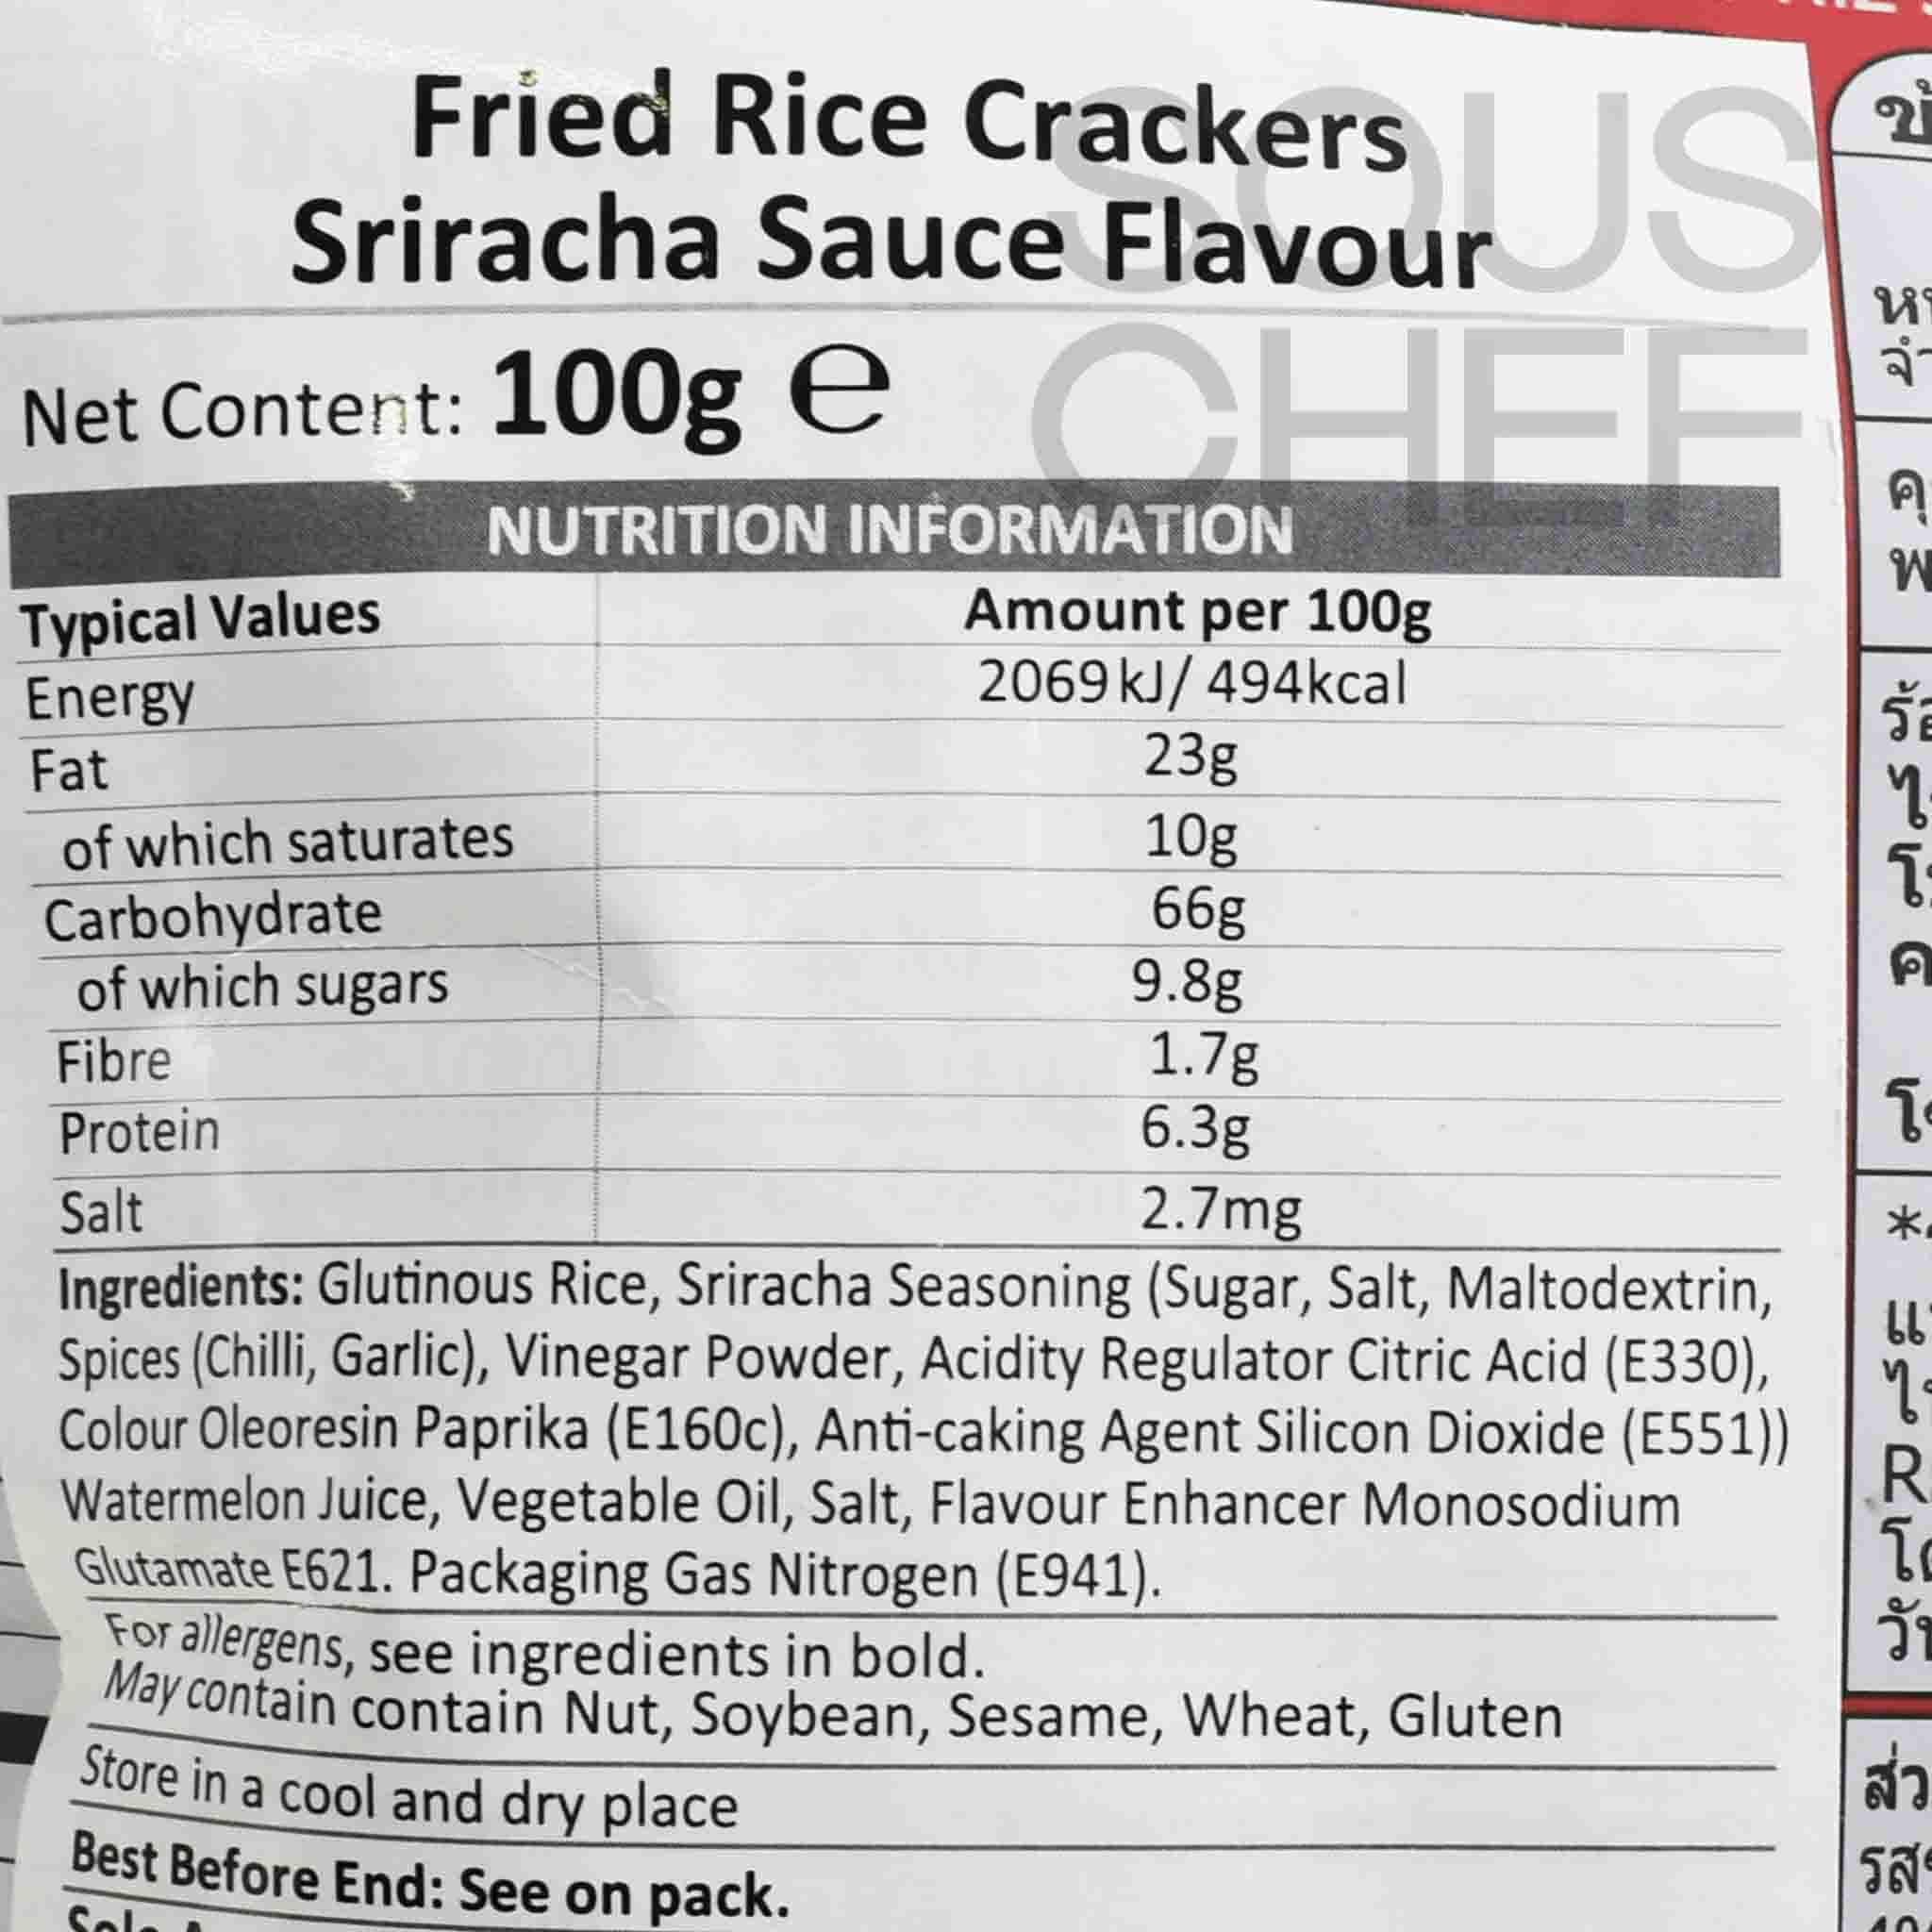 Fried Rice Crackers
Sriracha Sauce Flavour
SOUS
CHEF
Net Content: 100g ℮
NUTRITION INFORMATION
Typical Values Amount per 100g
Energy 2069kJ/ 494kcal
Fat 23g
of which saturates 10g
Carbohydrate 66g
of which sugars 9.8g
Fibre 1.7g
Protein 6.3g
Salt 2.7mg
Ingredients: Glutinous Rice, Sriracha Seasoning (Sugar, Salt, Maltodextrin,
Spices (Chilli, Garlic), Vinegar Powder, Acidity Regulator Citric Acid (E330),
Colour Oleoresin Paprika (E160c), Anti-caking Agent Silicon Dioxide (E551))
Watermelon Juice, Vegetable Oil, Salt, Flavour Enhancer Monosodium
Glutamate E621. Packaging Gas Nitrogen (E941).
For allergens, see ingredients in bold.
May contain contain Nut, Soybean, Sesame, Wheat, Gluten
Store in a cool and dry place
Best Before End: See on pack.